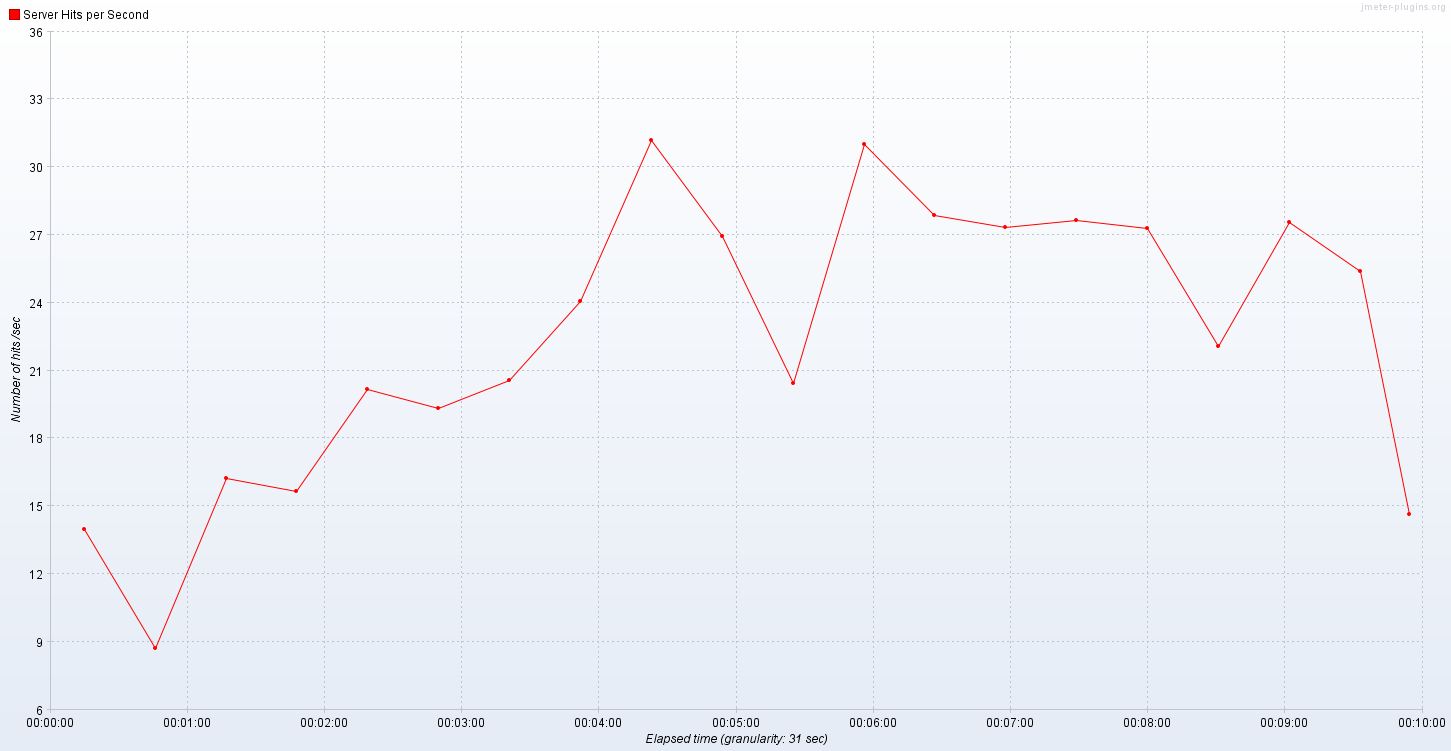 Server Hits per Second
jmeter-plugins.org
36
33
30
27
24
21
18
15
12
9
6
Number of hits /sec
00:00:00 00:01:00 00:02:00 00:03:00 00:04:00 00:05:00 00:06:00 00:07:00 00:08:00 00:09:00 00:10:00
Elapsed time (granularity: 31 sec)